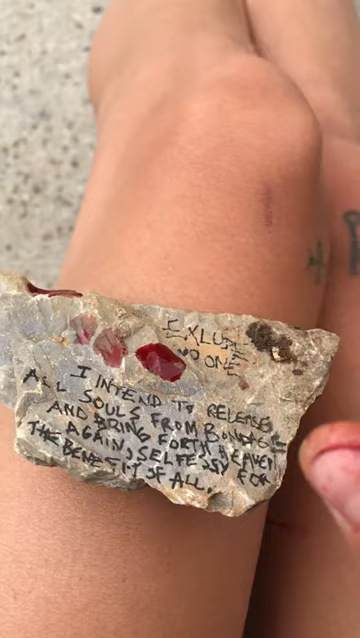 I EXLUDE
NO ONE
I INTEND TO RELEASE
ALL SOULS FROM BONDAGE
AND BRING FORTH HEAVEN
AGAIN, SELFLESSLY FOR
THE BENEFIT OF ALL.